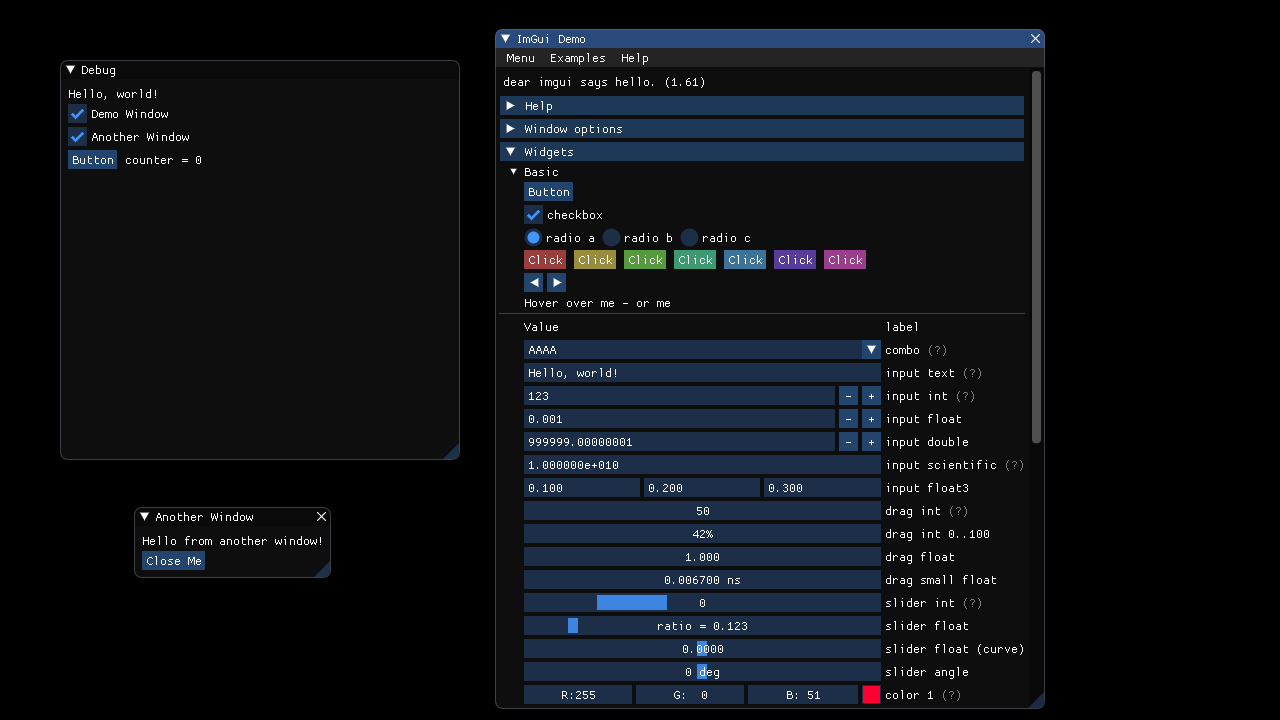 Debug
Hello, world!
Demo Window
Another Window
Button counter = 0
Another Window
Hello from another window!
Close Me
ImGui Demo
Menu Examples Help
dear imgui says hello. (1.61)
Help
Window options
Widgets
Basic
Button
checkbox
radio a radio b radio c
Click Click Click Click Click Click Click
Hover over me - or me
Value label
AAAA combo (?)
Hello, world! input text (?)
123 - + input int (?)
0.001 - + input float
999999.00000001 - + input double
1.000000e+010 input scientific (?)
0.100 0.200 0.300 input float3
50 drag int (?)
42% drag int 0..100
1.000 drag float
0.006700 ns drag small float
0 slider int (?)
ratio = 0.123 slider float
0.0000 slider float (curve)
0 deg slider angle
R:255 G: 0 B: 51 color 1 (?)